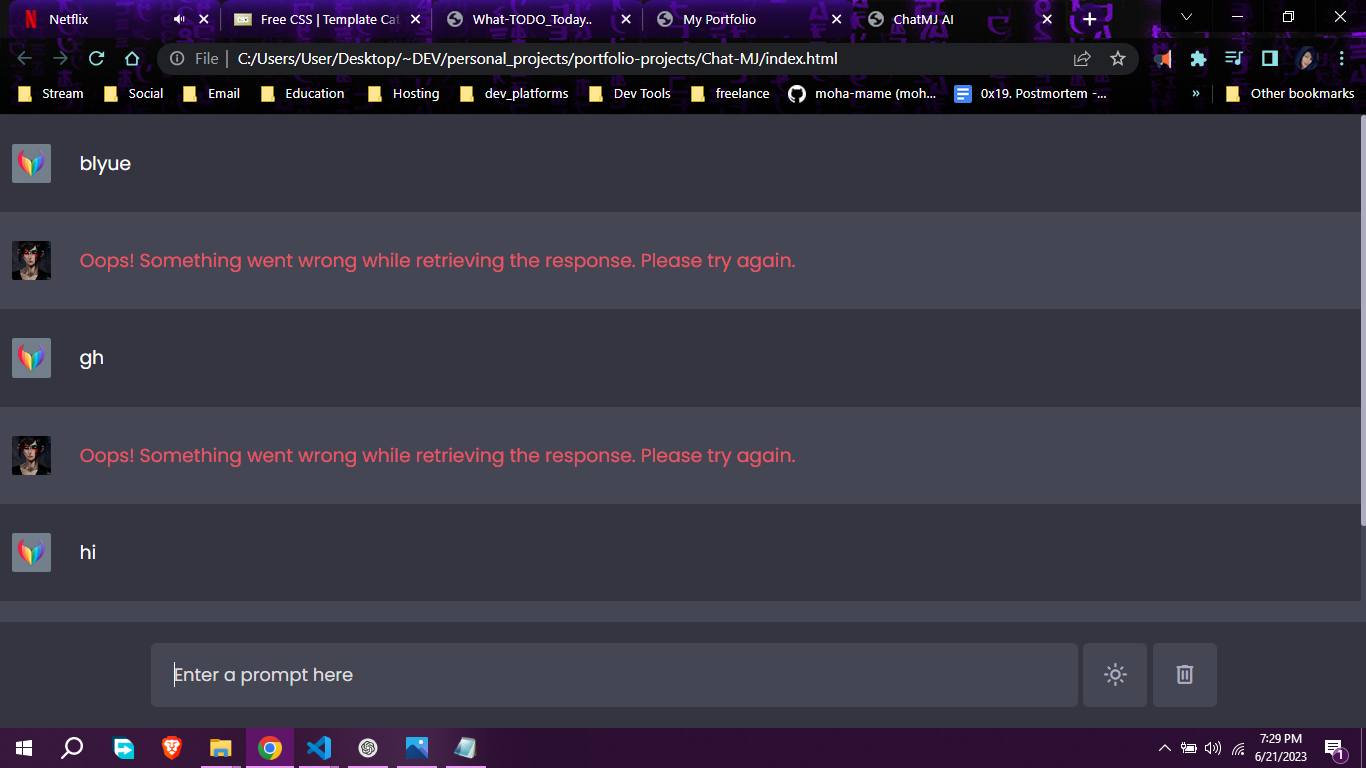 Netflix
Free CSS | Template Cat
What-TODO_Today..
My Portfolio
ChatMJ AI
File | C:/Users/User/Desktop/~DEV/personal_projects/portfolio-projects/Chat-MJ/index.html
Stream
Social
Email
Education
Hosting
dev_platforms
Dev Tools
freelance
moha-mame (moh...
0x19. Postmortem -...
»
Other bookmarks
blyue
Oops! Something went wrong while retrieving the response. Please try again.
gh
Oops! Something went wrong while retrieving the response. Please try again.
hi
Enter a prompt here
7:29 PM
6/21/2023
1